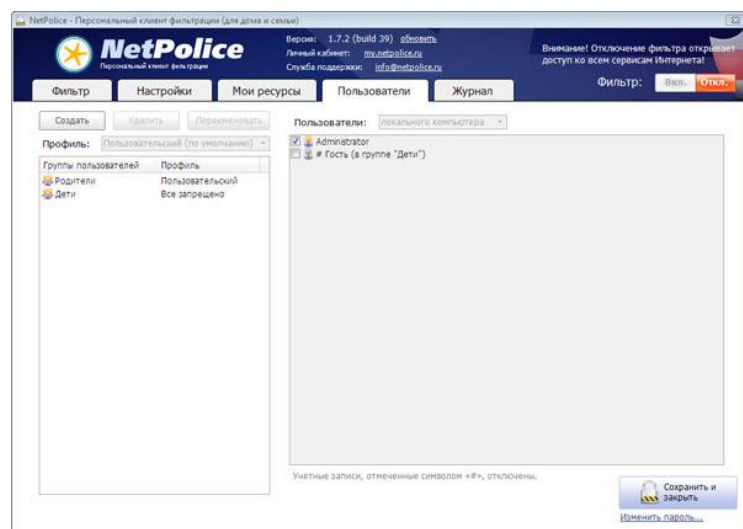 NetPolice - Персональный клиент фильтрации (для дома и семьи)
NetPolice
Персональный клиент фильтрации
Версия: 1.7.2 (build 39) обновить
Личный кабинет: my.netpolice.ru
Служба поддержки: info@netpolice.ru
Внимание! Отключение фильтра открывает
доступ ко всем сервисам Интернета!
Фильтр: Вкл. Откл.
Фильтр Настройки Мои ресурсы Пользователи Журнал
Создать Удалить Переименовать
Профиль: Пользовательский (по умолчанию)
Группы пользователей Профиль
Родители Пользовательский
Дети Все запрещено
Пользователи: локального компьютера
Administrator
# Гость (в группе "Дети")
Учетные записи, отмеченные символом «#», отключены.
Сохранить и
закрыть
Изменить пароль...